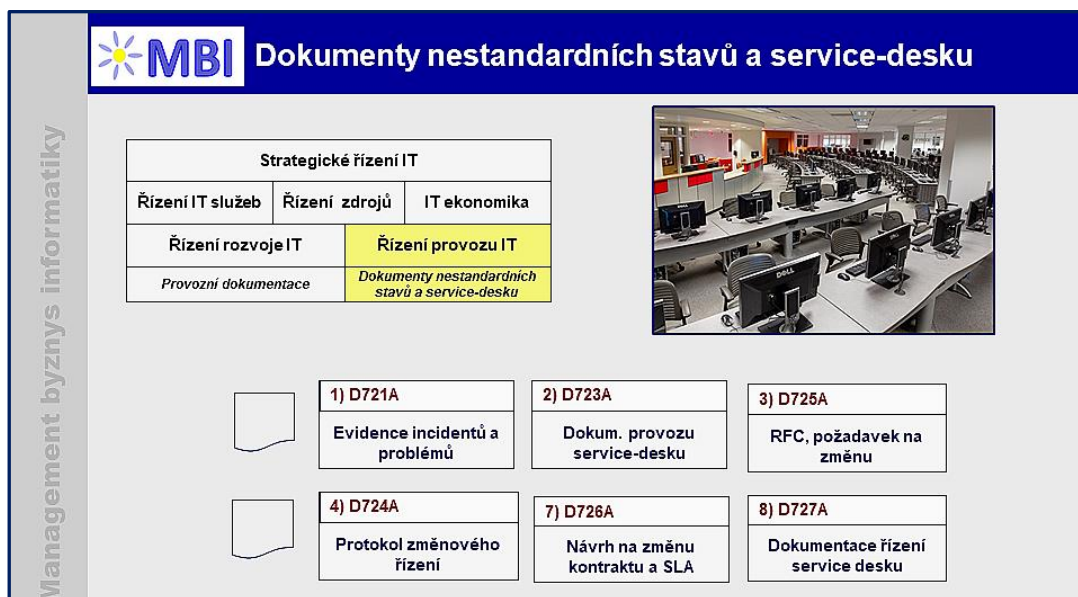 MBI Dokumenty nestandardních stavů a service-desku
Management byznys informatiky
Strategické řízení IT
Řízení IT služeb
Řízení zdrojů
IT ekonomika
Řízení rozvoje IT
Řízení provozu IT
Provozní dokumentace
Dokumenty nestandardních
stavů a service-desku
DELL
1) D721A
Evidence incidentů a
problémů
2) D723A
Dokum. provozu
service-desku
3) D725A
RFC, požadavek na
změnu
4) D724A
Protokol změnového
řízení
7) D726A
Návrh na změnu
kontraktu a SLA
8) D727A
Dokumentace řízení
service desku